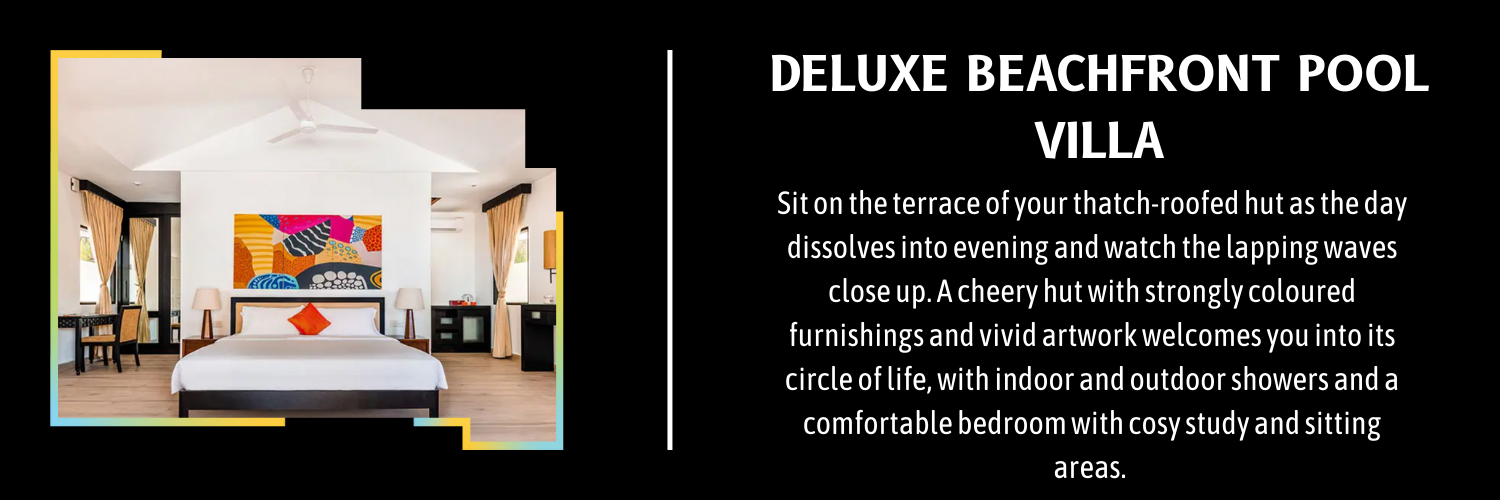 DELUXE BEACHFRONT POOL
VILLA
Sit on the terrace of your thatch-roofed hut as the day
dissolves into evening and watch the lapping waves
close up. A cheery hut with strongly coloured
furnishings and vivid artwork welcomes you into its
circle of life, with indoor and outdoor showers and a
comfortable bedroom with cosy study and sitting
areas.